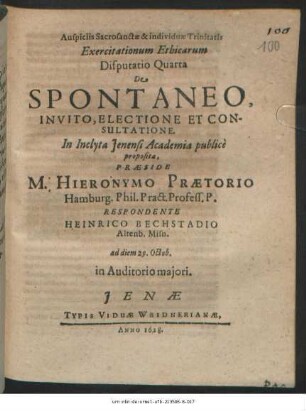 100
100
Auspiciis Sacrosanctæ & individuæ Trinitatis
Exercitationum Ethicarum
Disputatio Quarta
De
SPONTANEO,
INVITO, ELECTIONE ET CON-
SULTATIONE.
In Inclyta Jenensi Academia publicè
proposita,
PRÆSIDE
M. HIERONYMO PRÆTORIO
Hamburg. Phil. Pract. Profess. P.
RESPONDENTE
HEINRICO BECHSTADIO
Altenb. Misn.
ad diem 29. Octob.
in Auditorio majori.
JENÆ
TYPIS VIDUÆ WEIDNERIANÆ,
ANNO 1628.